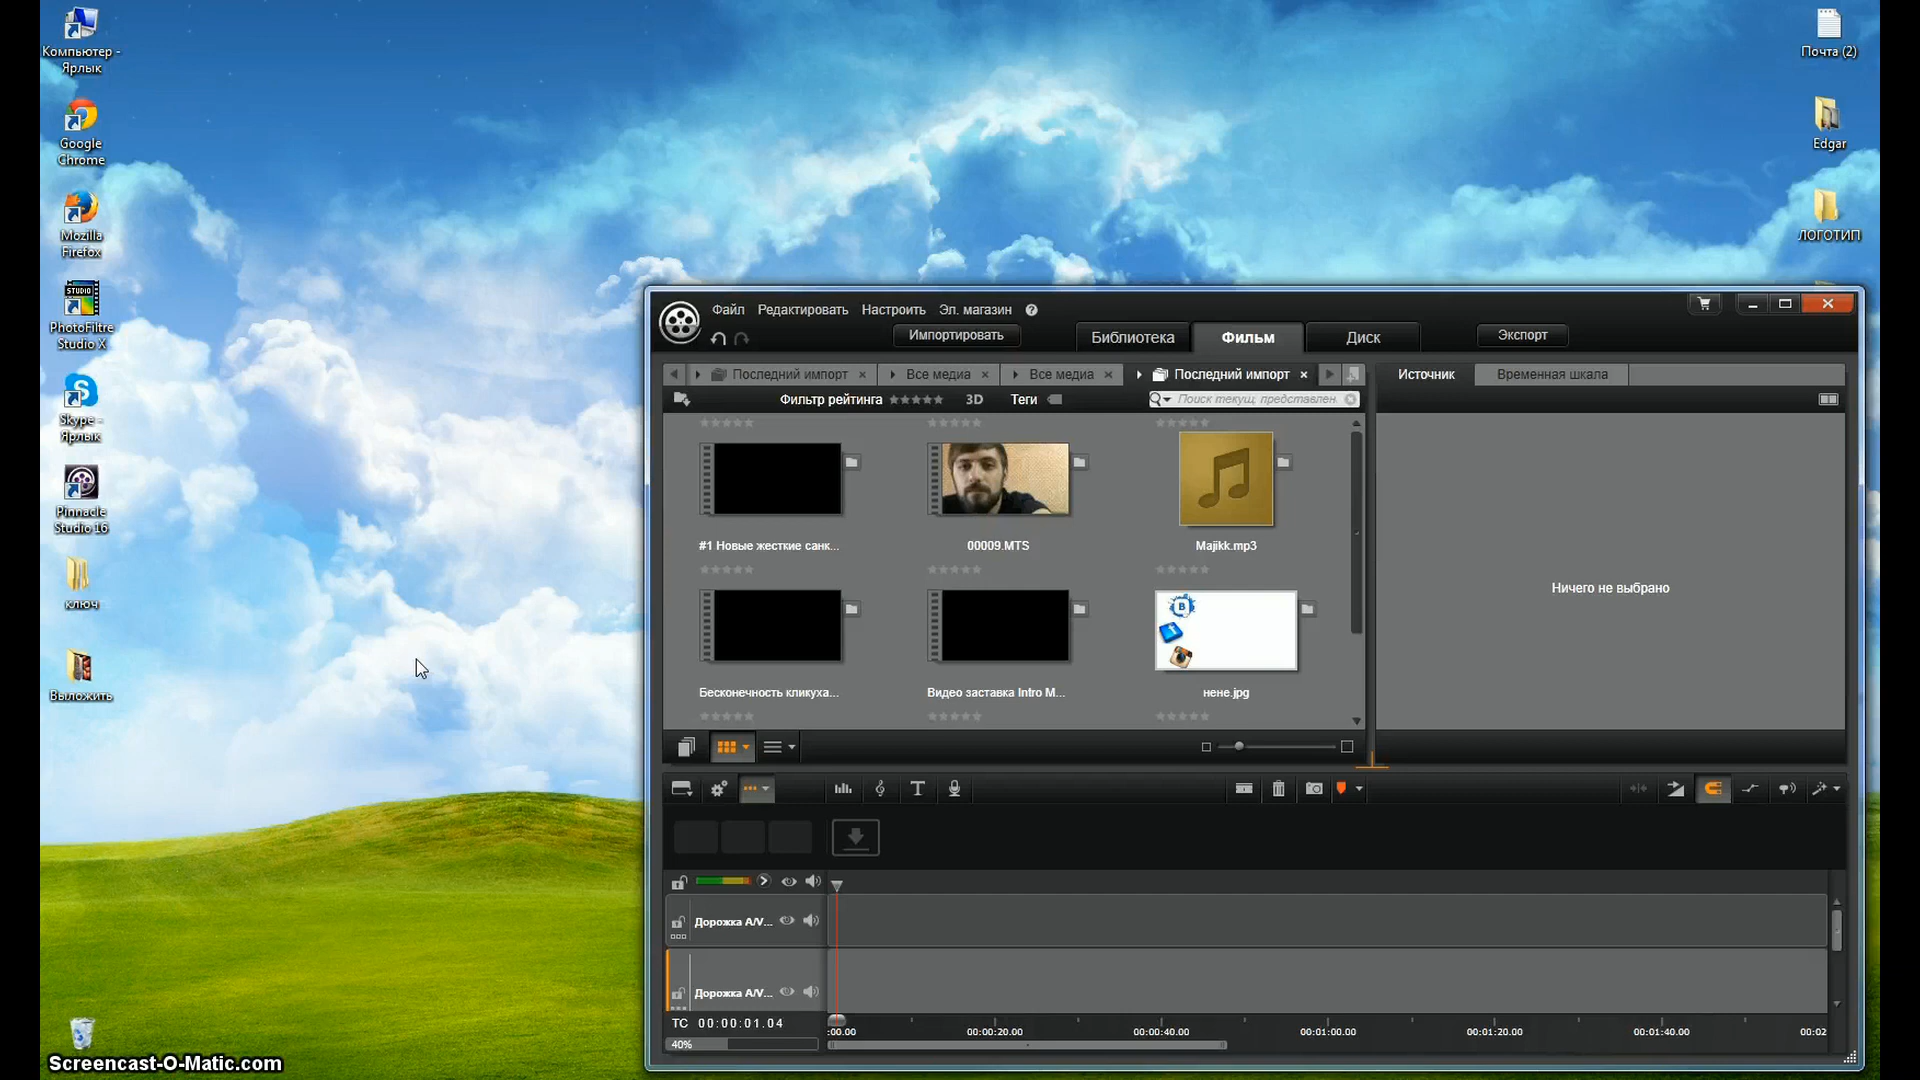 Компьютер -
Ярлык
Google
Chrome
Mozilla
Firefox
STUDIO
PhotoFiltre
Studio X
Skype -
Ярлык
Pinnacle
Studio 16
ключ
Выложить
Почта (2)
Edgar
ЛОГОТИП
Файл Редактировать Настроить Эл. магазин ?
Импортировать Библиотека Фильм Диск Экспорт
Последний импорт × Все медиа × Все медиа × Последний импорт × Источник Временная шкала
Фильтр рейтинга 3D Теги Поиск текущ. представлен.
#1 Новые жесткие санк... 00009.MTS Majikk.mp3
Ничего не выбрано
B
Бесконечность кликуха... Видео заставка Intro M... нене.jpg
T
Дорожка A/V...
Дорожка A/V...
TC 00:00:01.04
:00.00 00:00:20.00 00:00:40.00 00:01:00.00 00:01:20.00 00:01:40.00 00:02
40%
Screencast-O-Matic.com